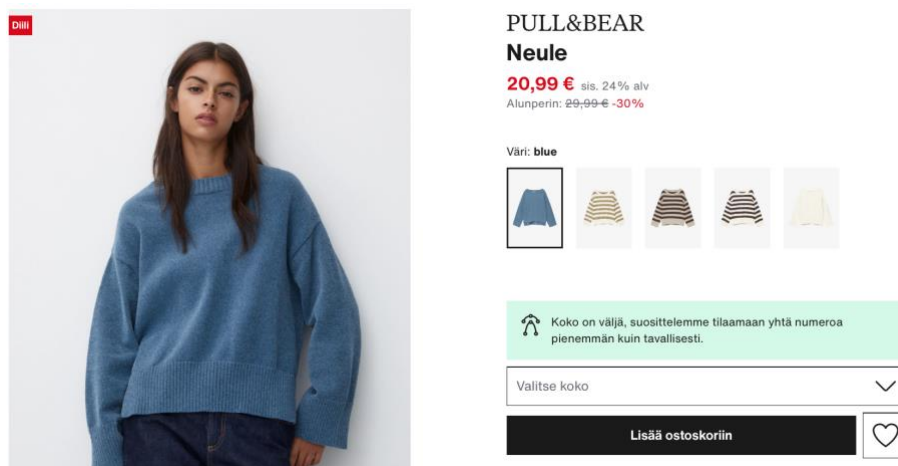 Diili
PULL&BEAR
Neule
20,99 € sis. 24% alv
Alunperin: 29,99 € -30%
Väri: blue
Koko on väljä, suosittelemme tilaamaan yhtä numeroa
pienemmän kuin tavallisesti.
Valitse koko
Lisää ostoskoriin